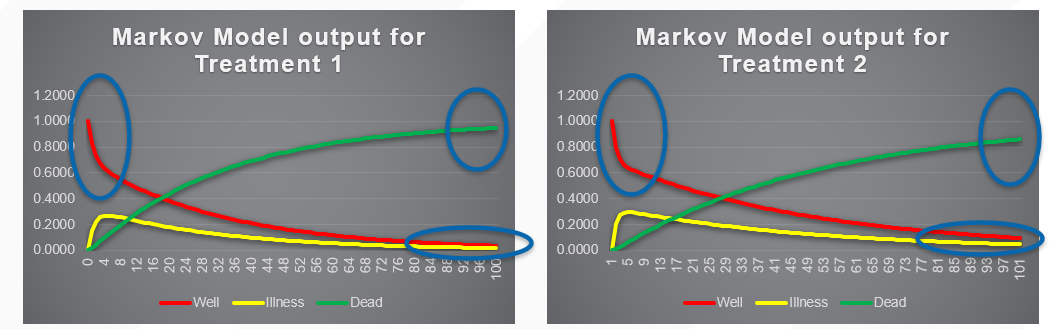 Markov Model output for
Treatment 1
1.2000
1.0000
0.8000
0.6000
0.4000
0.2000
0.0000
0 4 8 12 16 20 24 28 32 36 40 44 48 52 56 60 64 68 72 76 80 84 88 92 96 100
Well Illness Dead
Markov Model output for
Treatment 2
1.2000
1.0000
0.8000
0.6000
0.4000
0.2000
0.0000
1 5 9 13 17 21 25 29 33 37 41 45 49 53 57 61 65 69 73 77 81 85 89 93 97 101
Well Illness Dead